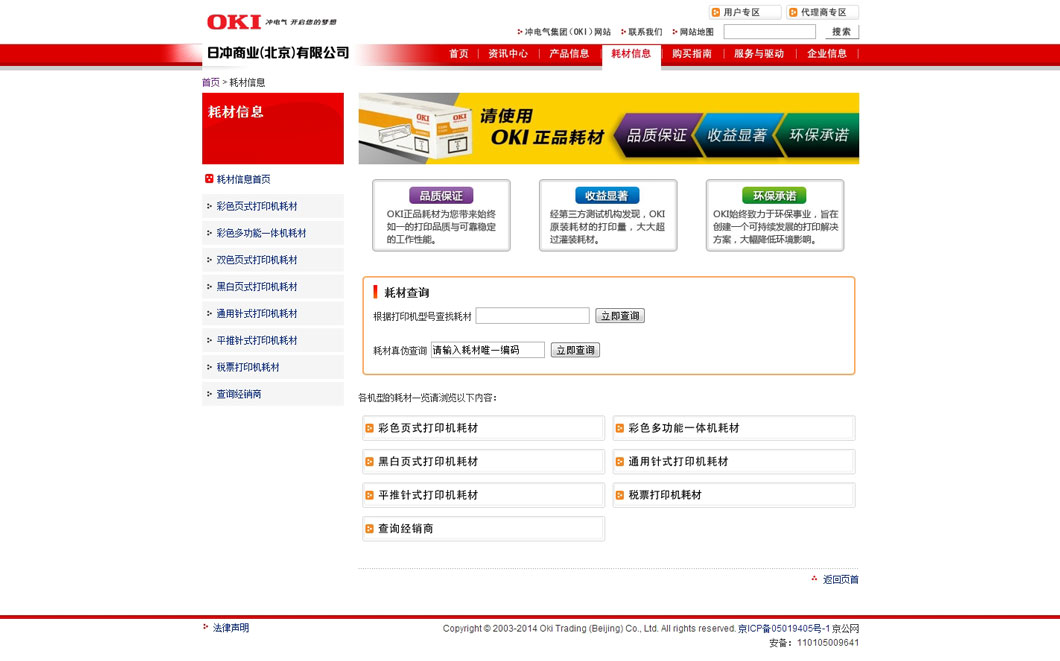 OKI 冲电气 开启您的梦想
用户专区 代理商专区
冲电气集团(OKI)网站 联系我们 网站地图 搜索
日冲商业(北京)有限公司
首页 资讯中心 产品信息 耗材信息 购买指南 服务与驱动 企业信息
首页 > 耗材信息
耗材信息
耗材信息首页
彩色页式打印机耗材
彩色多功能一体机耗材
双色页式打印机耗材
黑白页式打印机耗材
通用针式打印机耗材
平推针式打印机耗材
税票打印机耗材
查询经销商
OKI OKI
请使用
OKI 正品耗材
品质保证 收益显著 环保承诺
品质保证
OKI正品耗材为您带来始终
如一的打印品质与可靠稳定
的工作性能。
收益显著
经第三方测试机构发现，OKI
原装耗材的打印量，大大超
过灌装耗材。
环保承诺
OKI始终致力于环保事业，旨在
创建一个可持续发展的打印解决
方案，大幅降低环境影响。
耗材查询
根据打印机型号查找耗材 立即查询
耗材真伪查询 请输入耗材唯一编码 立即查询
各机型的耗材一览请浏览以下内容：
彩色页式打印机耗材 彩色多功能一体机耗材
黑白页式打印机耗材 通用针式打印机耗材
平推针式打印机耗材 税票打印机耗材
查询经销商
返回页首
法律声明
Copyright © 2003-2014 Oki Trading (Beijing) Co., Ltd. All rights reserved. 京ICP备05019405号-1 京公网
安备：110105009641